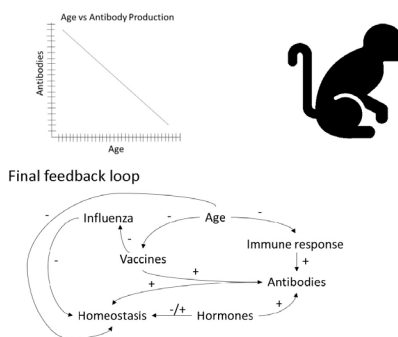 Age vs Antibody Production
Antibodies
Age
Final feedback loop
- Influenza - Age -
- - Immune response
Vaccines + +
+ Antibodies
Homeostasis -/+ Hormones +